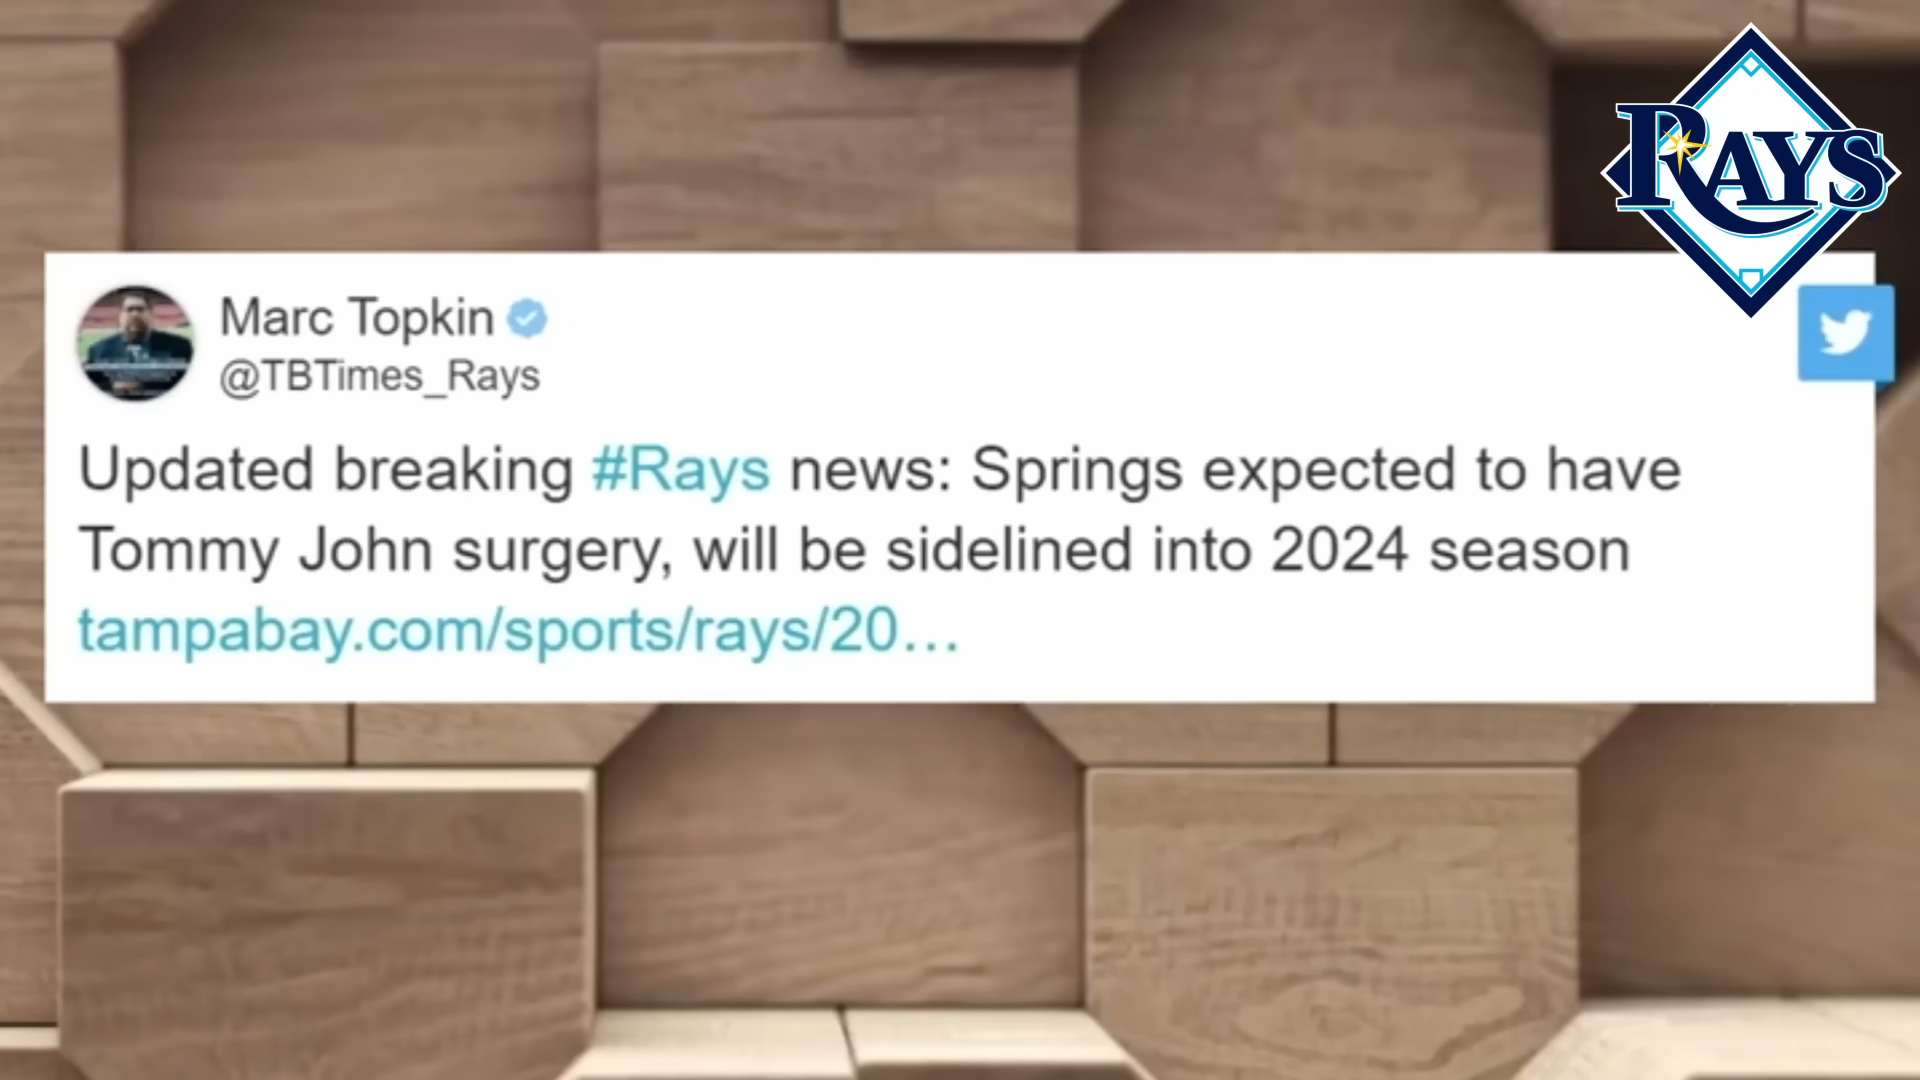 RAYS
Marc Topkin
@TBTimes_Rays
Updated breaking #Rays news: Springs expected to have
Tommy John surgery, will be sidelined into 2024 season
tampabay.com/sports/rays/20...